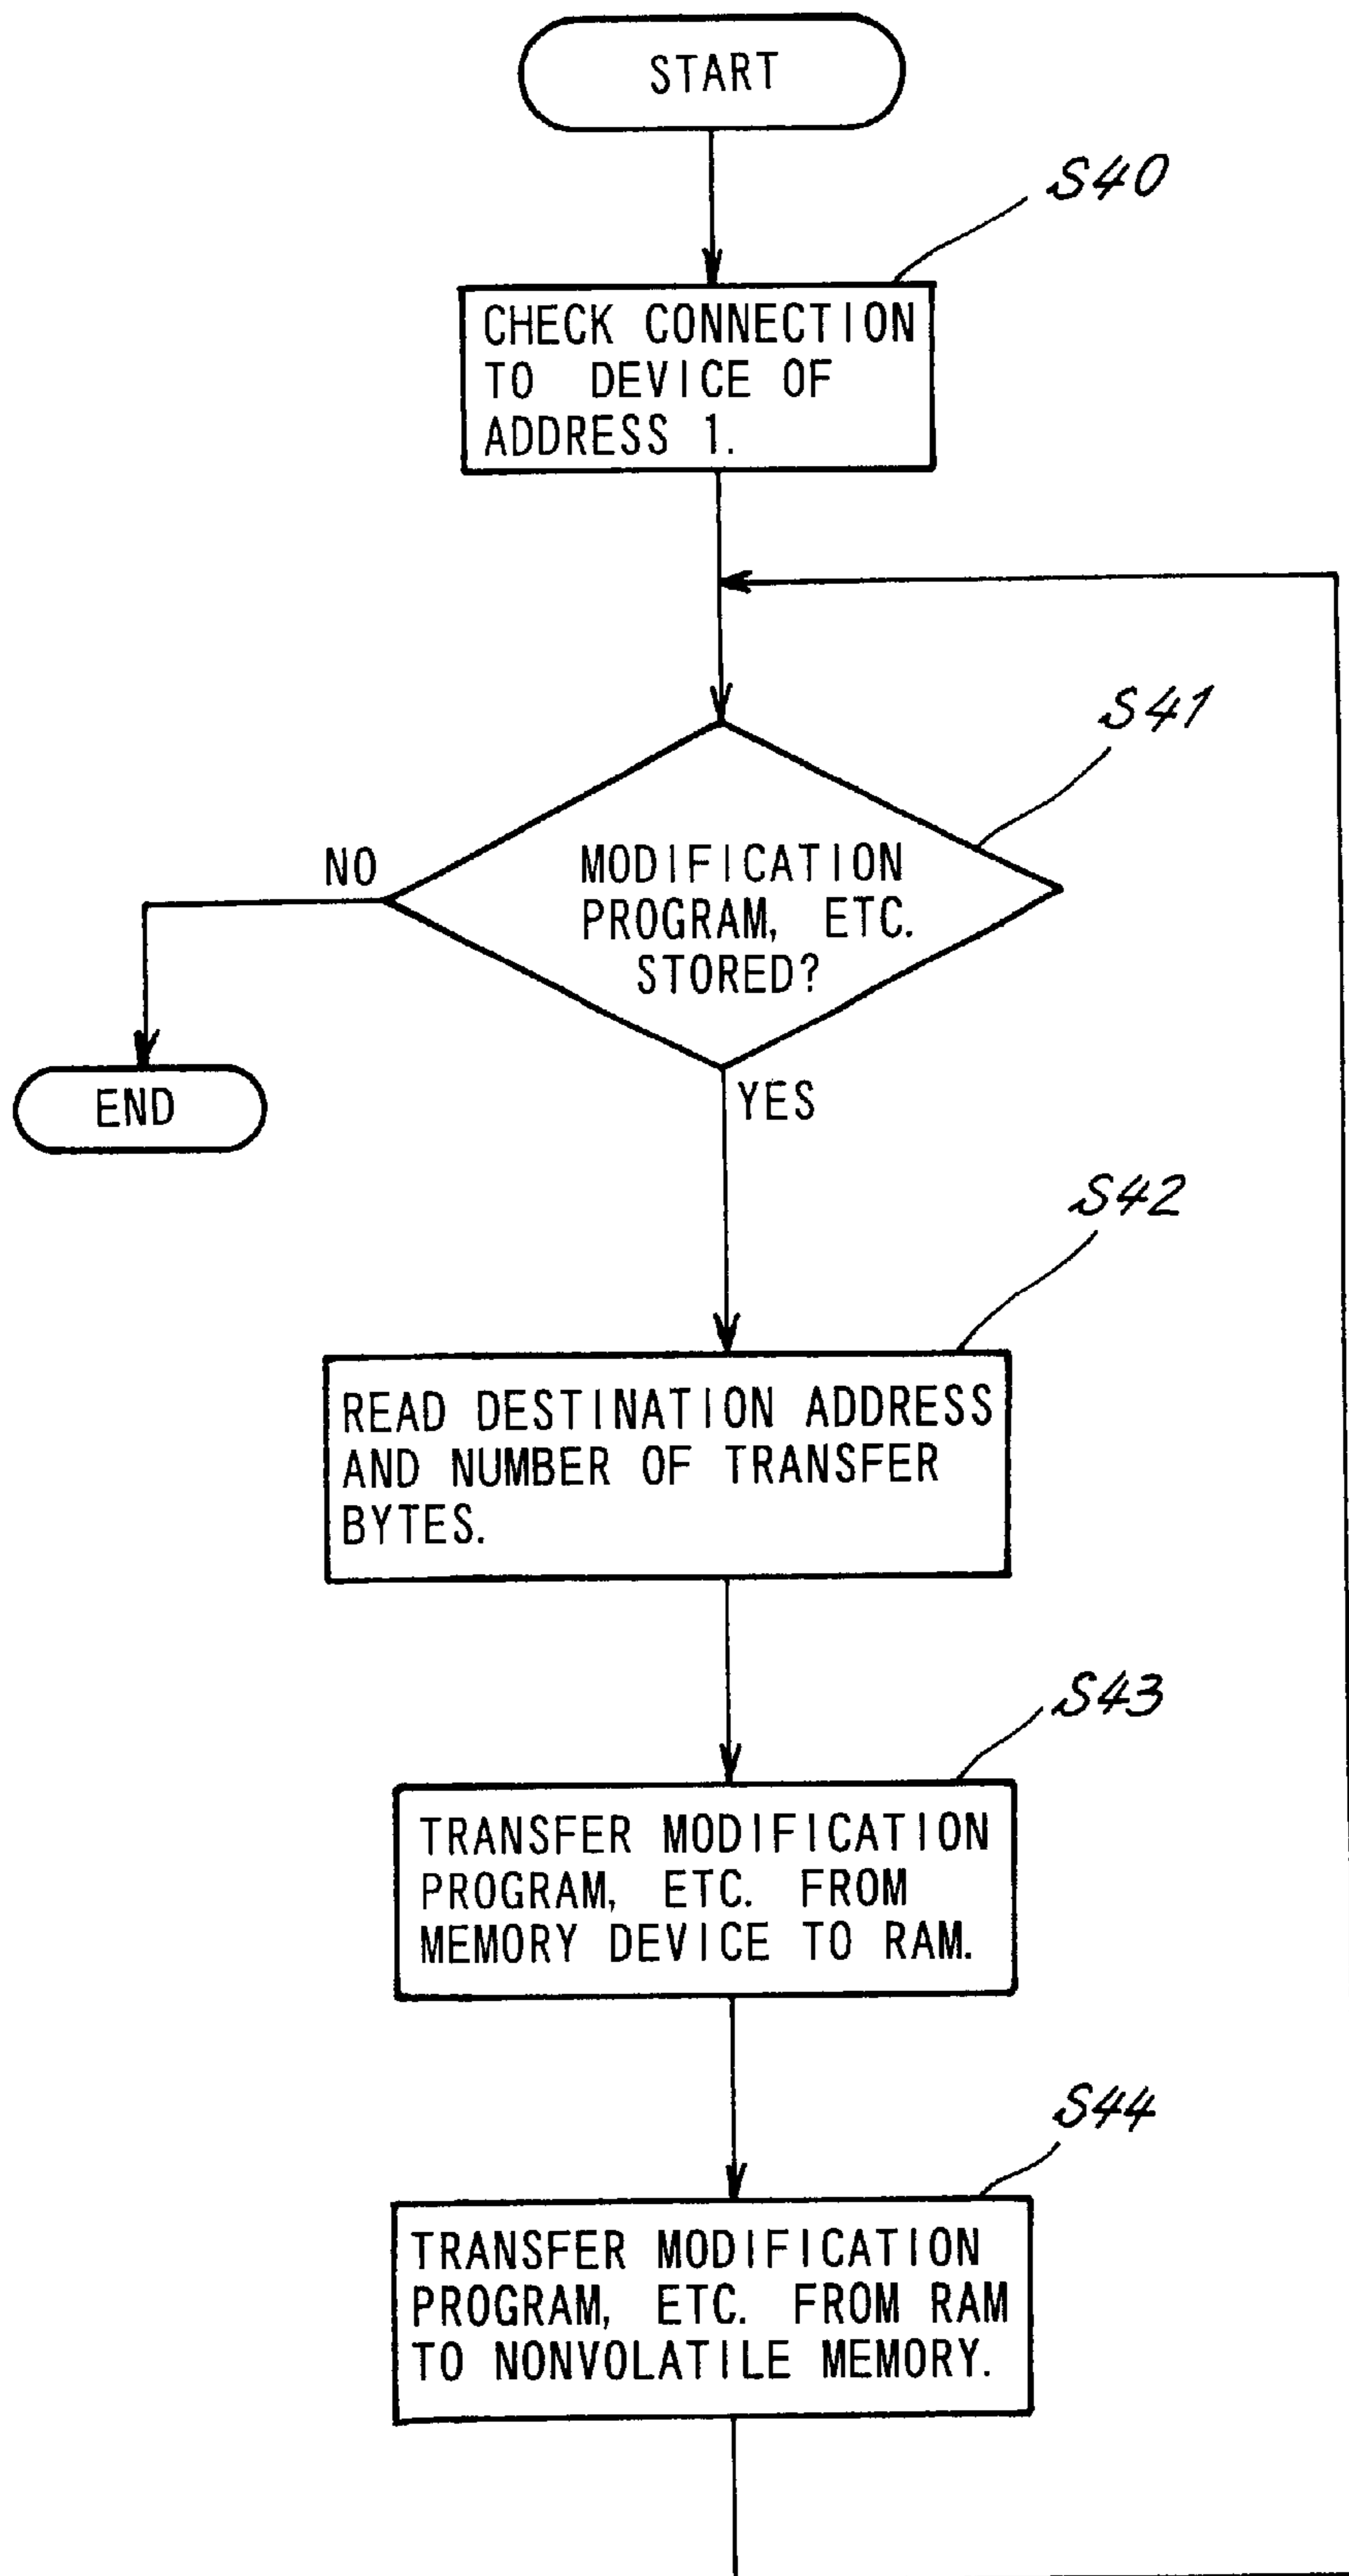 START
S40
CHECK CONNECTION
TO DEVICE OF
ADDRESS 1.
S41
NO
MODIFICATION
PROGRAM, ETC.
STORED?
END
YES
S42
READ DESTINATION ADDRESS
AND NUMBER OF TRANSFER
BYTES.
S43
TRANSFER MODIFICATION
PROGRAM, ETC. FROM
MEMORY DEVICE TO RAM.
S44
TRANSFER MODIFICATION
PROGRAM, ETC. FROM RAM
TO NONVOLATILE MEMORY.